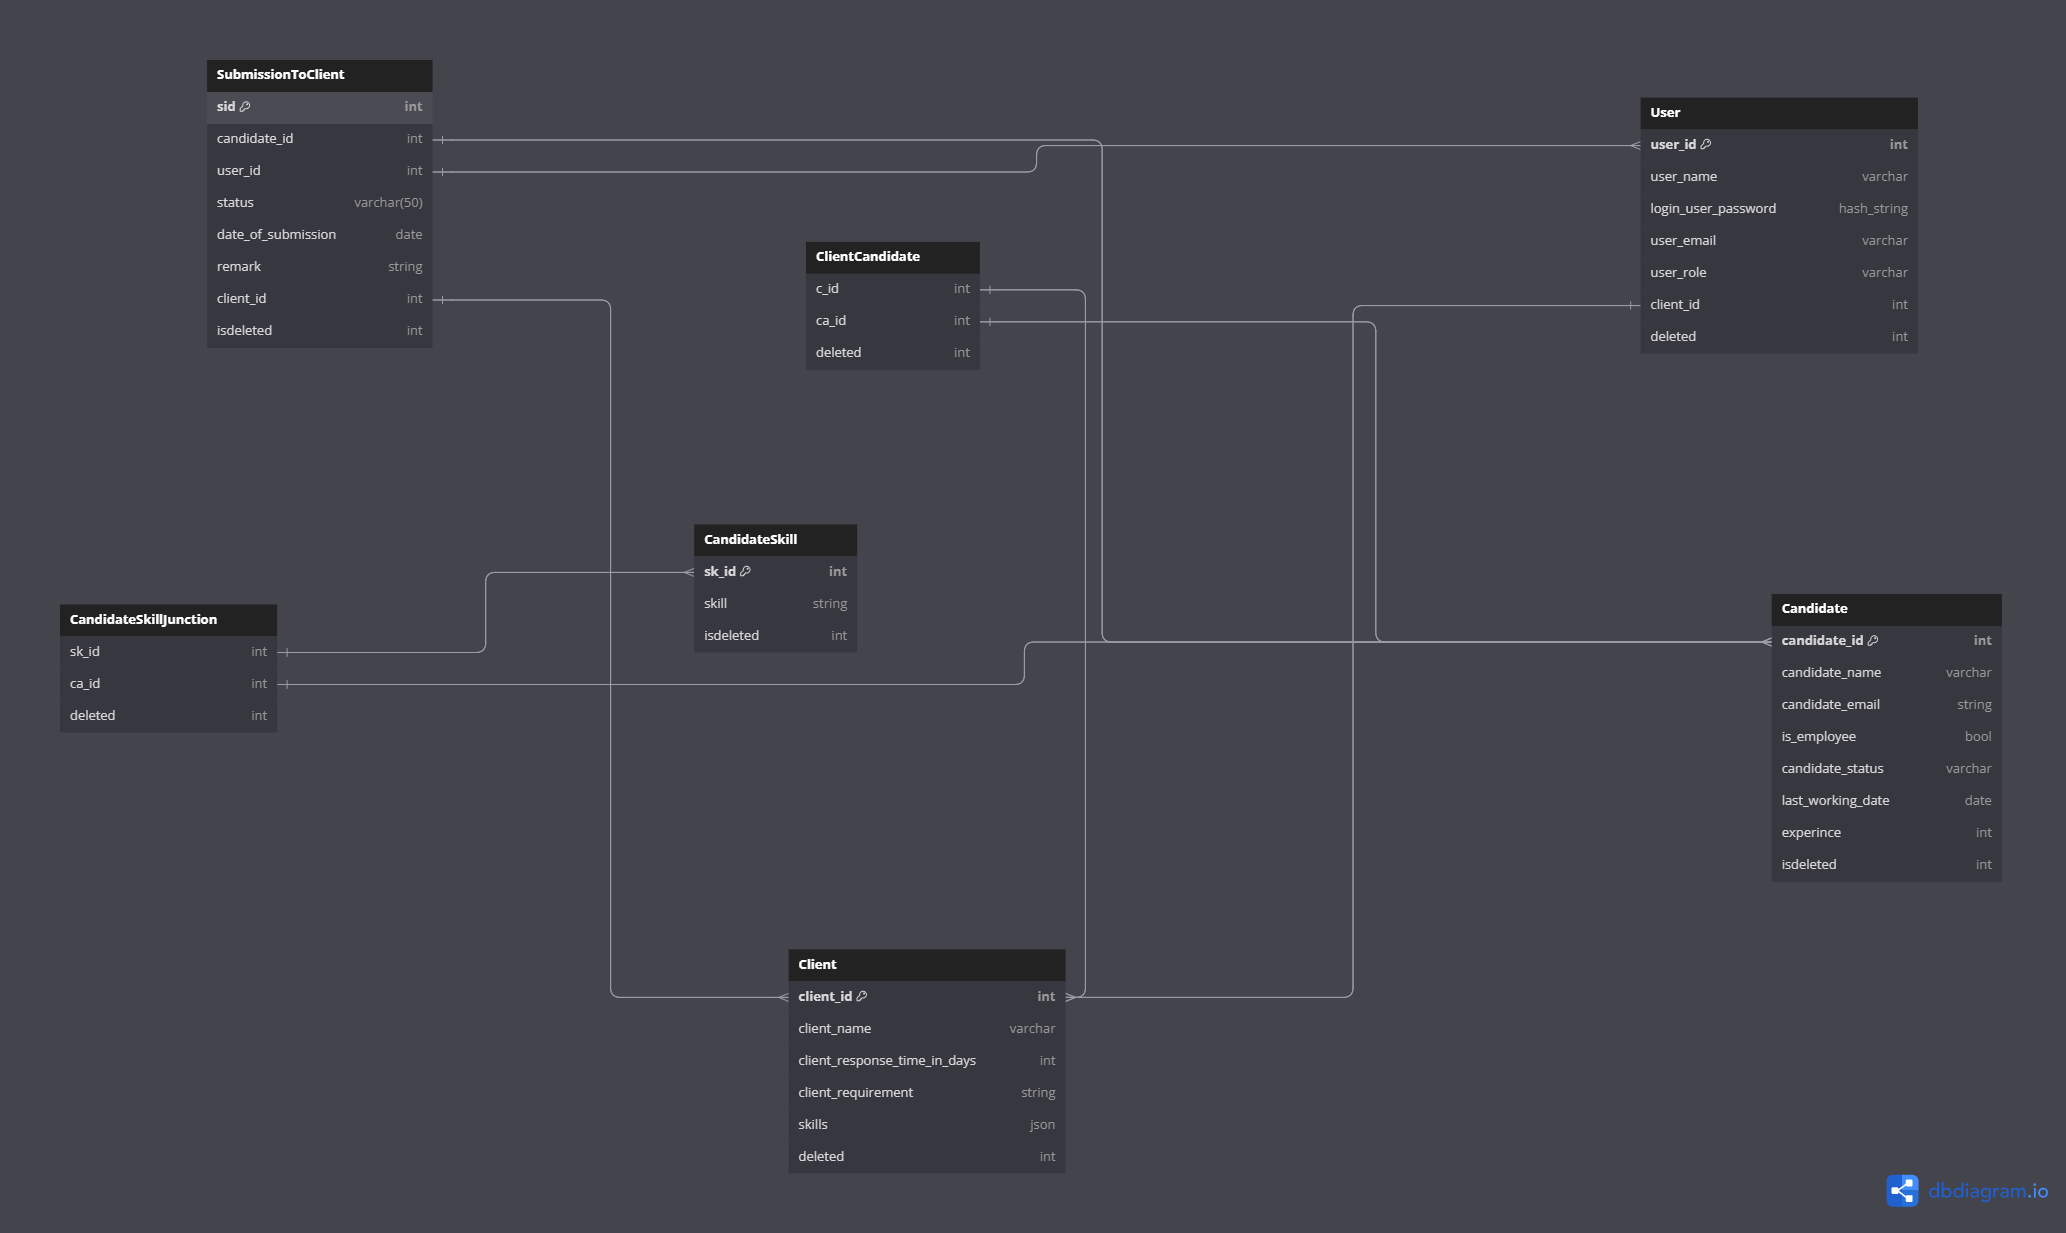 SubmissionToClient
sid int
candidate_id int
user_id int
status varchar(50)
date_of_submission date
remark string
client_id int
isdeleted int
User
user_id int
user_name varchar
login_user_password hash_string
user_email varchar
user_role varchar
client_id int
deleted int
ClientCandidate
c_id int
ca_id int
deleted int
CandidateSkill
sk_id int
skill string
isdeleted int
CandidateSkillJunction
sk_id int
ca_id int
deleted int
Candidate
candidate_id int
candidate_name varchar
candidate_email string
is_employee bool
candidate_status varchar
last_working_date date
experince int
isdeleted int
Client
client_id int
client_name varchar
client_response_time_in_days int
client_requirement string
skills json
deleted int
dbdiagram.io